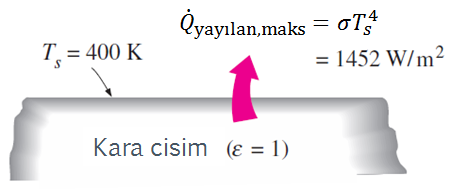 Q̇yayılan,maks = σTs⁴
Ts = 400 K
= 1452 W/m²
Kara cisim (ε = 1)